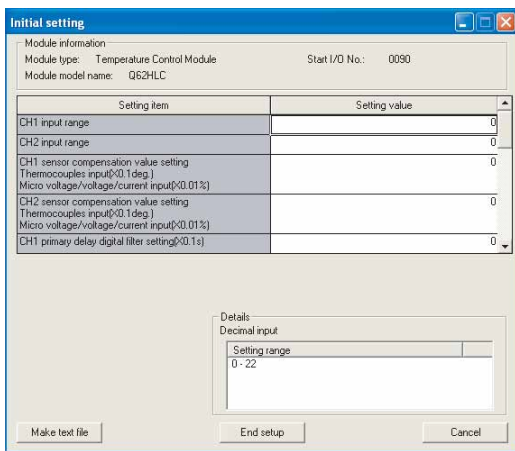 Initial setting
Module information
Module type: Temperature Control Module Start I/O No.: 0090
Module model name: Q62HLC
Setting item Setting value
CH1 input range 0
CH2 input range 0
CH1 sensor compensation value setting 0
Thermocouples input(X0.1deg.)
Micro voltage/voltage/current input(X0.01%)
CH2 sensor compensation value setting 0
Thermocouples input(X0.1deg.)
Micro voltage/voltage/current input(X0.01%)
CH1 primary delay digital filter setting(X0.1s) 0
Details
Decimal input
Setting range
0 - 22
Make text file End setup Cancel